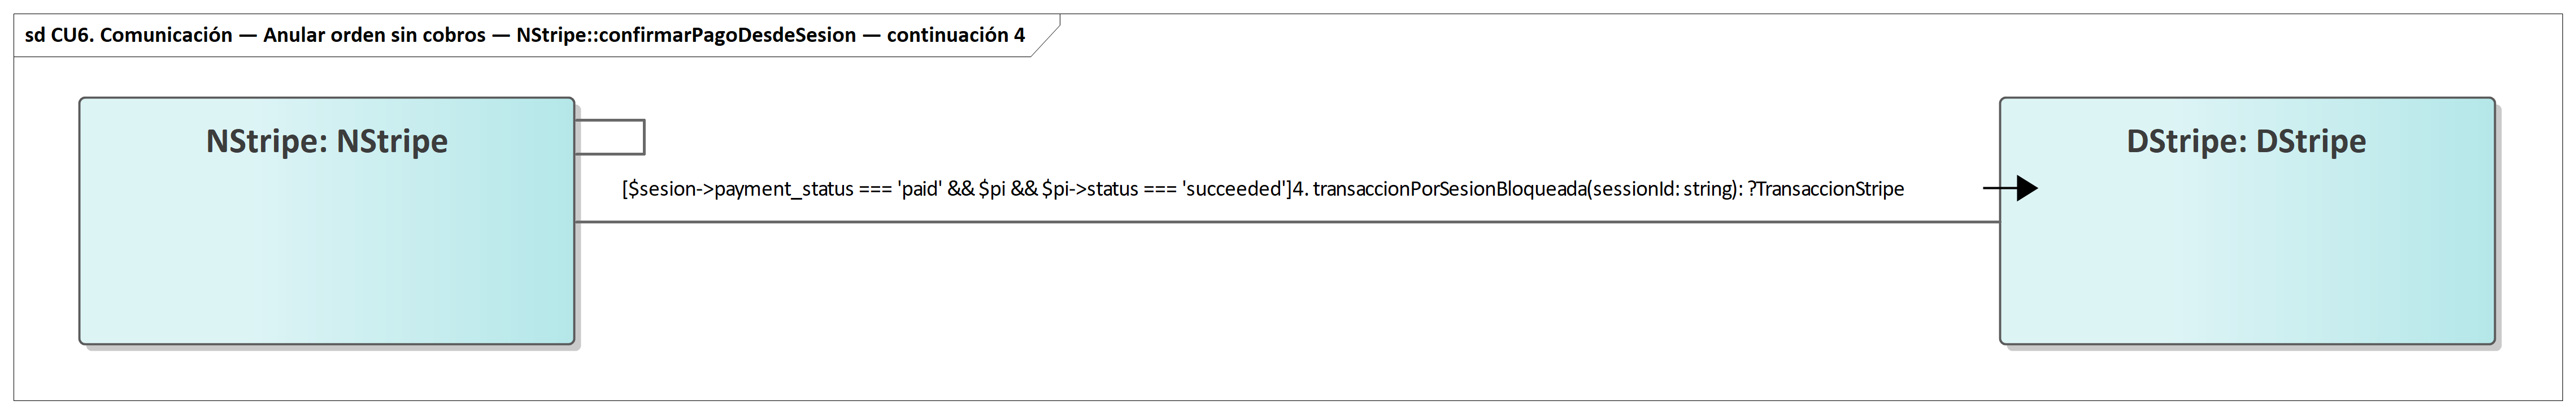 sd CU6. Comunicación — Anular orden sin cobros — NStripe::confirmarPagoDesdeSesion — continuación 4
NStripe: NStripe
DStripe: DStripe
[$sesion->payment_status === 'paid' && $pi && $pi->status === 'succeeded']4. transaccionPorSesionBloqueada(sessionId: string): ?TransaccionStripe